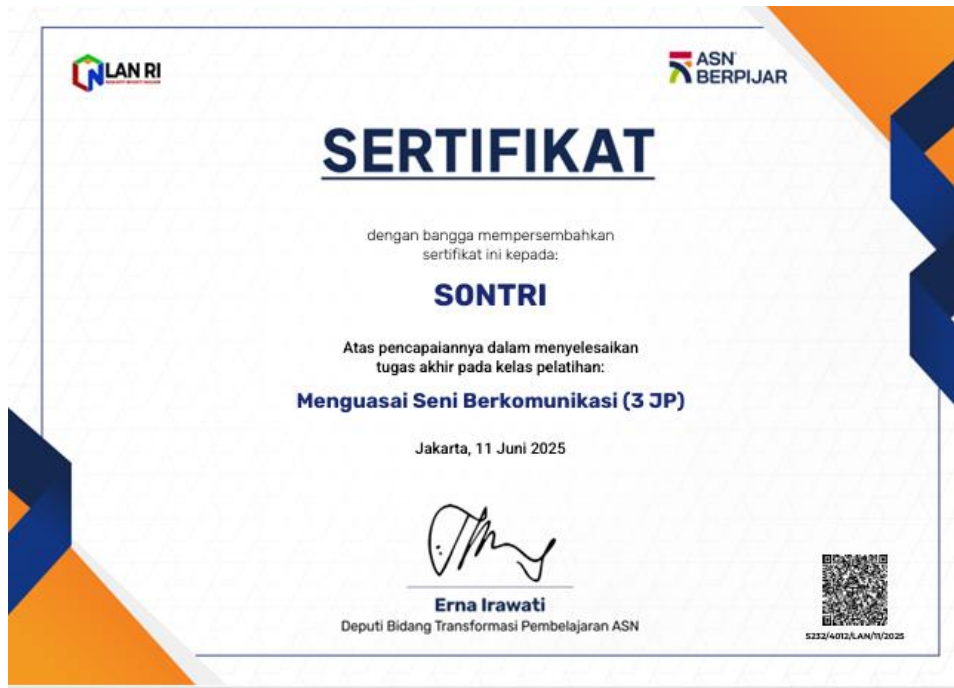 LAN RI
ASN
BERPIJAR
SERTIFIKAT
dengan bangga mempersembahkan
sertifikat ini kepada:
SONTRI
Atas pencapaiannya dalam menyelesaikan
tugas akhir pada kelas pelatihan:
Menguasai Seni Berkomunikasi (3 JP)
Jakarta, 11 Juni 2025
Erna Irawati
Deputi Bidang Transformasi Pembelajaran ASN
5232/4012/LAN/11/2025